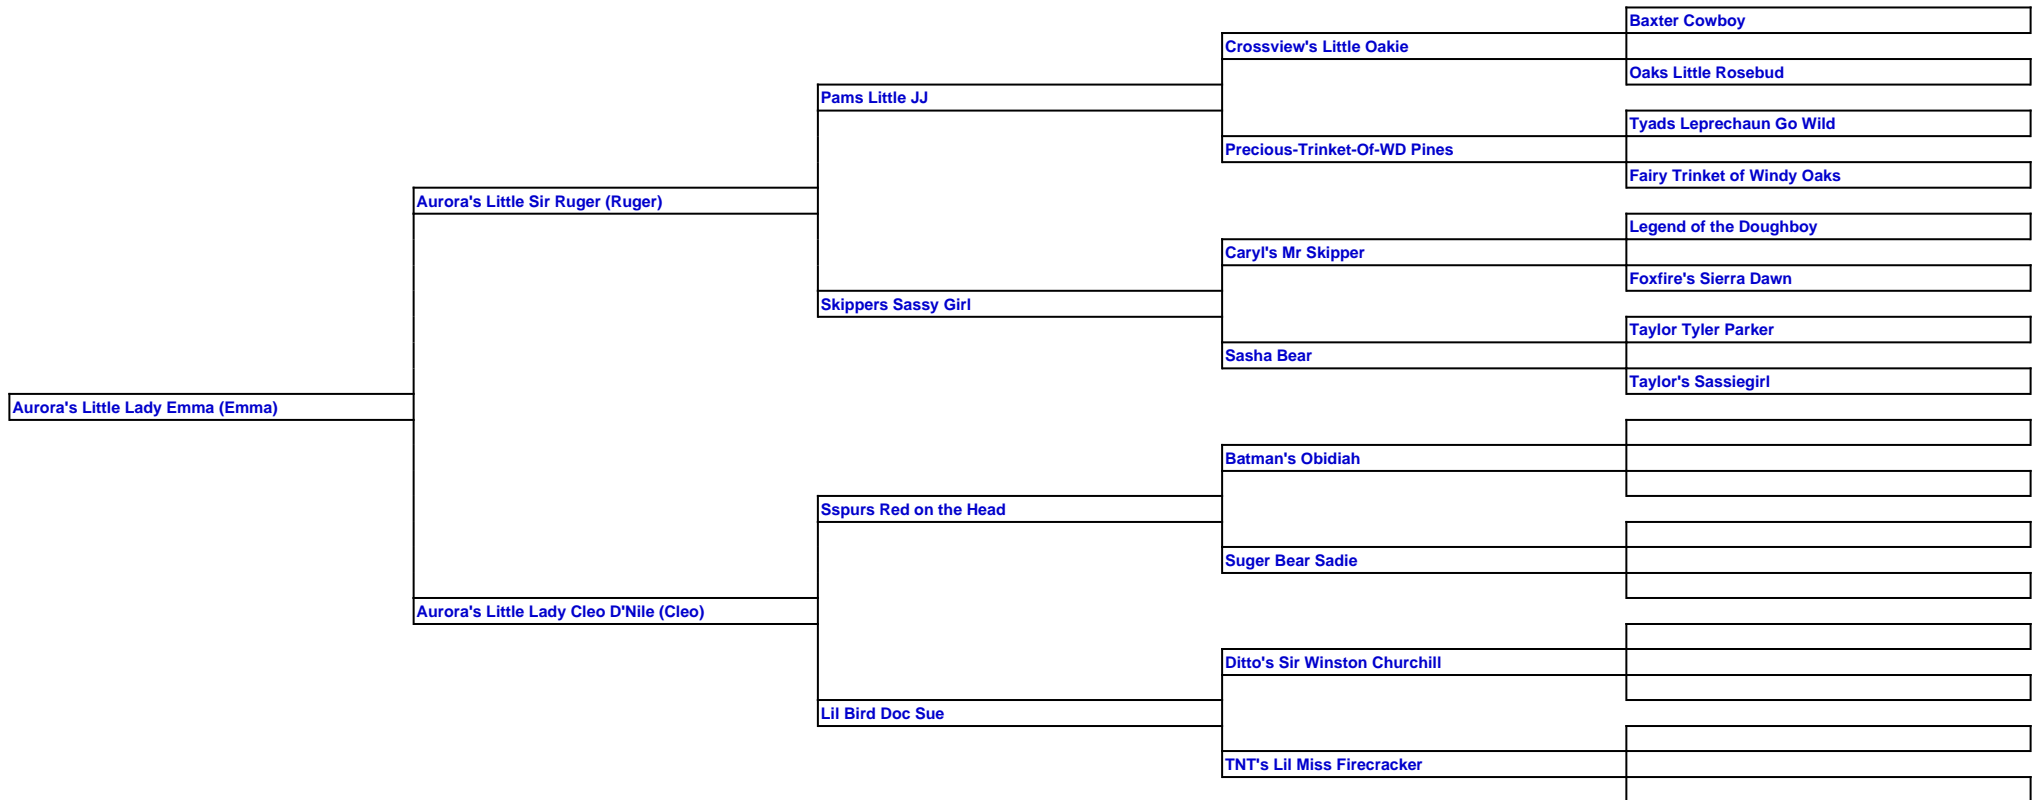 Baxter Cowboy
Crossview's Little Oakie
Oaks Little Rosebud
Pams Little JJ
Tyads Leprechaun Go Wild
Precious-Trinket-Of-WD Pines
Fairy Trinket of Windy Oaks
Aurora's Little Sir Ruger (Ruger)
Legend of the Doughboy
Caryl's Mr Skipper
Foxfire's Sierra Dawn
Skippers Sassy Girl
Taylor Tyler Parker
Sasha Bear
Taylor's Sassiegirl
Aurora's Little Lady Emma (Emma)
Batman's Obidiah
Sspurs Red on the Head
Suger Bear Sadie
Aurora's Little Lady Cleo D'Nile (Cleo)
Ditto's Sir Winston Churchill
Lil Bird Doc Sue
TNT's Lil Miss Firecracker